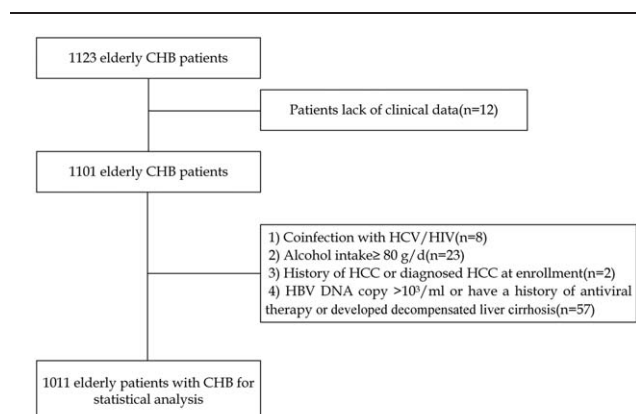 1123 elderly CHB patients
Patients lack of clinical data(n=12)
1101 elderly CHB patients
1) Coinfection with HCV/HIV(n=8)
2) Alcohol intake≥ 80 g/d(n=23)
3) History of HCC or diagnosed HCC at enrollment(n=2)
4) HBV DNA copy >10³/ml or have a history of antiviral
therapy or developed decompensated liver cirrhosis(n=57)
1011 elderly patients with CHB for
statistical analysis